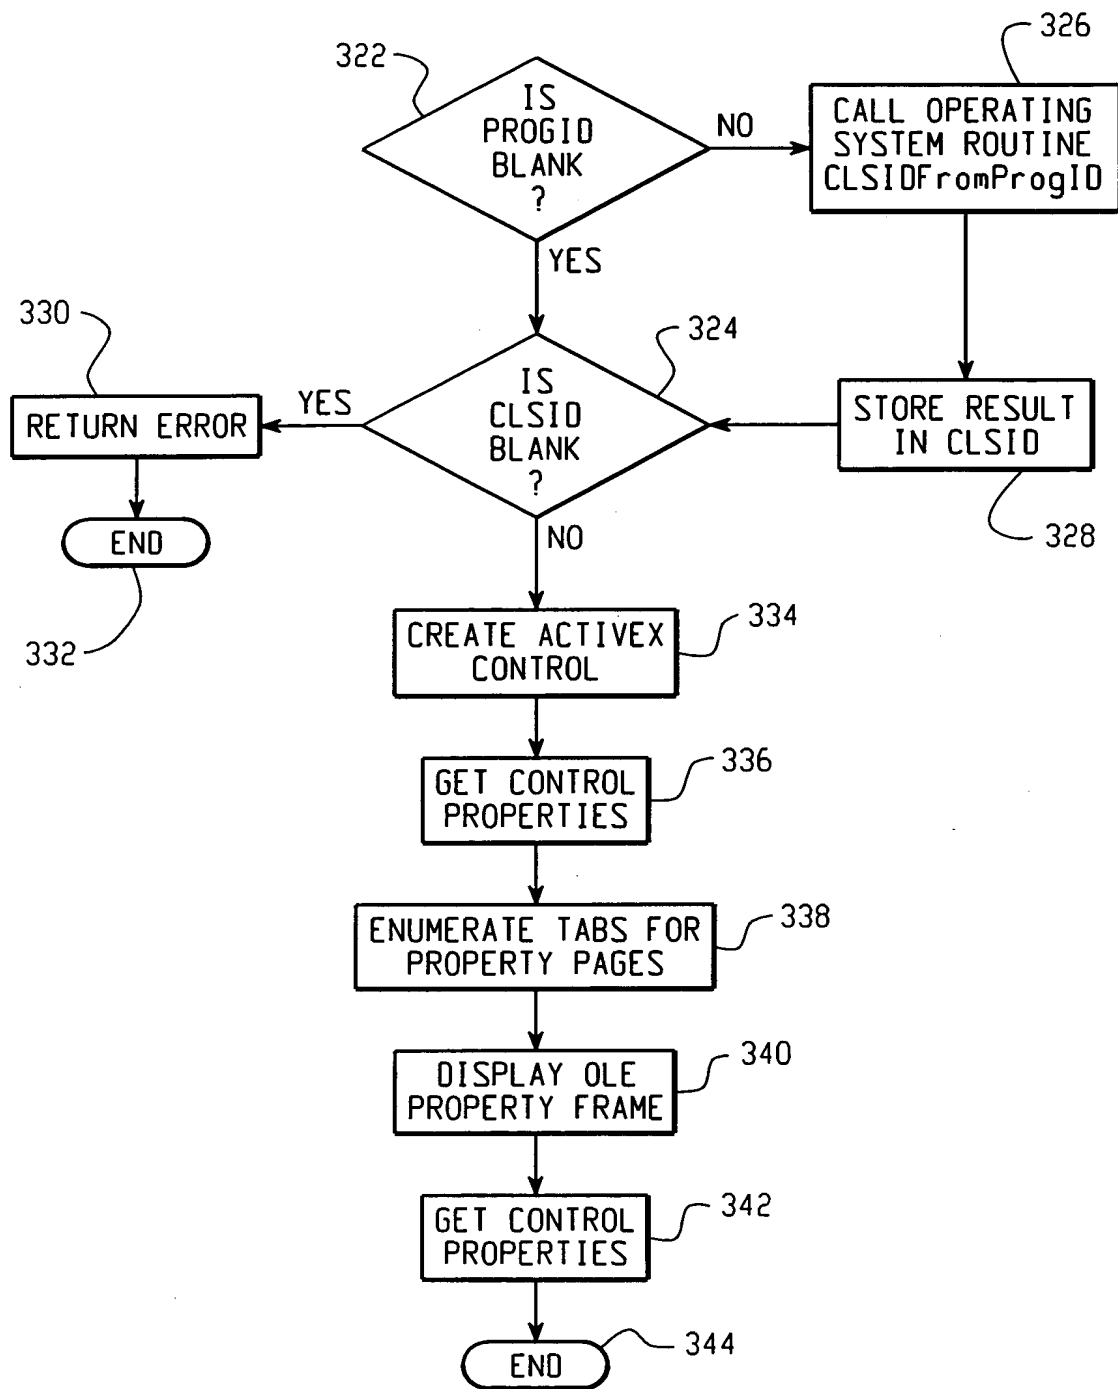 322
IS
PROGID
BLANK
?
NO
326
CALL OPERATING
SYSTEM ROUTINE
CLSIDFromProgID
YES
330
RETURN ERROR
YES
324
IS
CLSID
BLANK
?
STORE RESULT
IN CLSID
328
END
332
NO
CREATE ACTIVEX
CONTROL
334
GET CONTROL
PROPERTIES
336
ENUMERATE TABS FOR
PROPERTY PAGES
338
DISPLAY OLE
PROPERTY FRAME
340
GET CONTROL
PROPERTIES
342
END
344